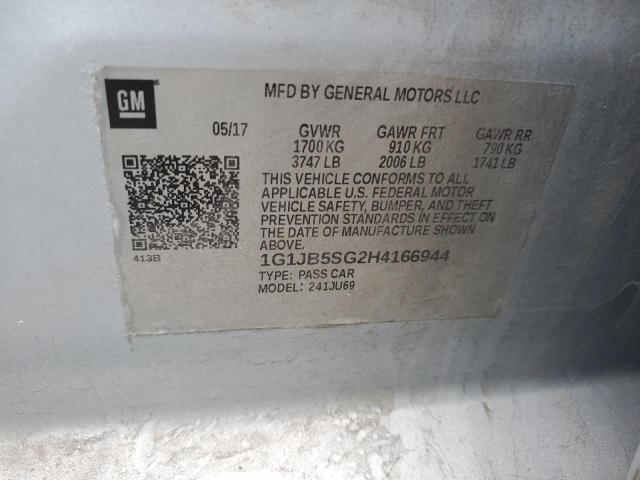 GM
MFD BY GENERAL MOTORS LLC
05/17 GVWR GAWR FRT GAWR RR
1700 KG 910 KG 790 KG
3747 LB 2006 LB 1741 LB
THIS VEHICLE CONFORMS TO ALL
APPLICABLE U.S. FEDERAL MOTOR
VEHICLE SAFETY, BUMPER, AND THEFT
PREVENTION STANDARDS IN EFFECT ON
THE DATE OF MANUFACTURE SHOWN
ABOVE.
413B
1G1JB5SG2H4166944
TYPE: PASS CAR
MODEL: 241JU69